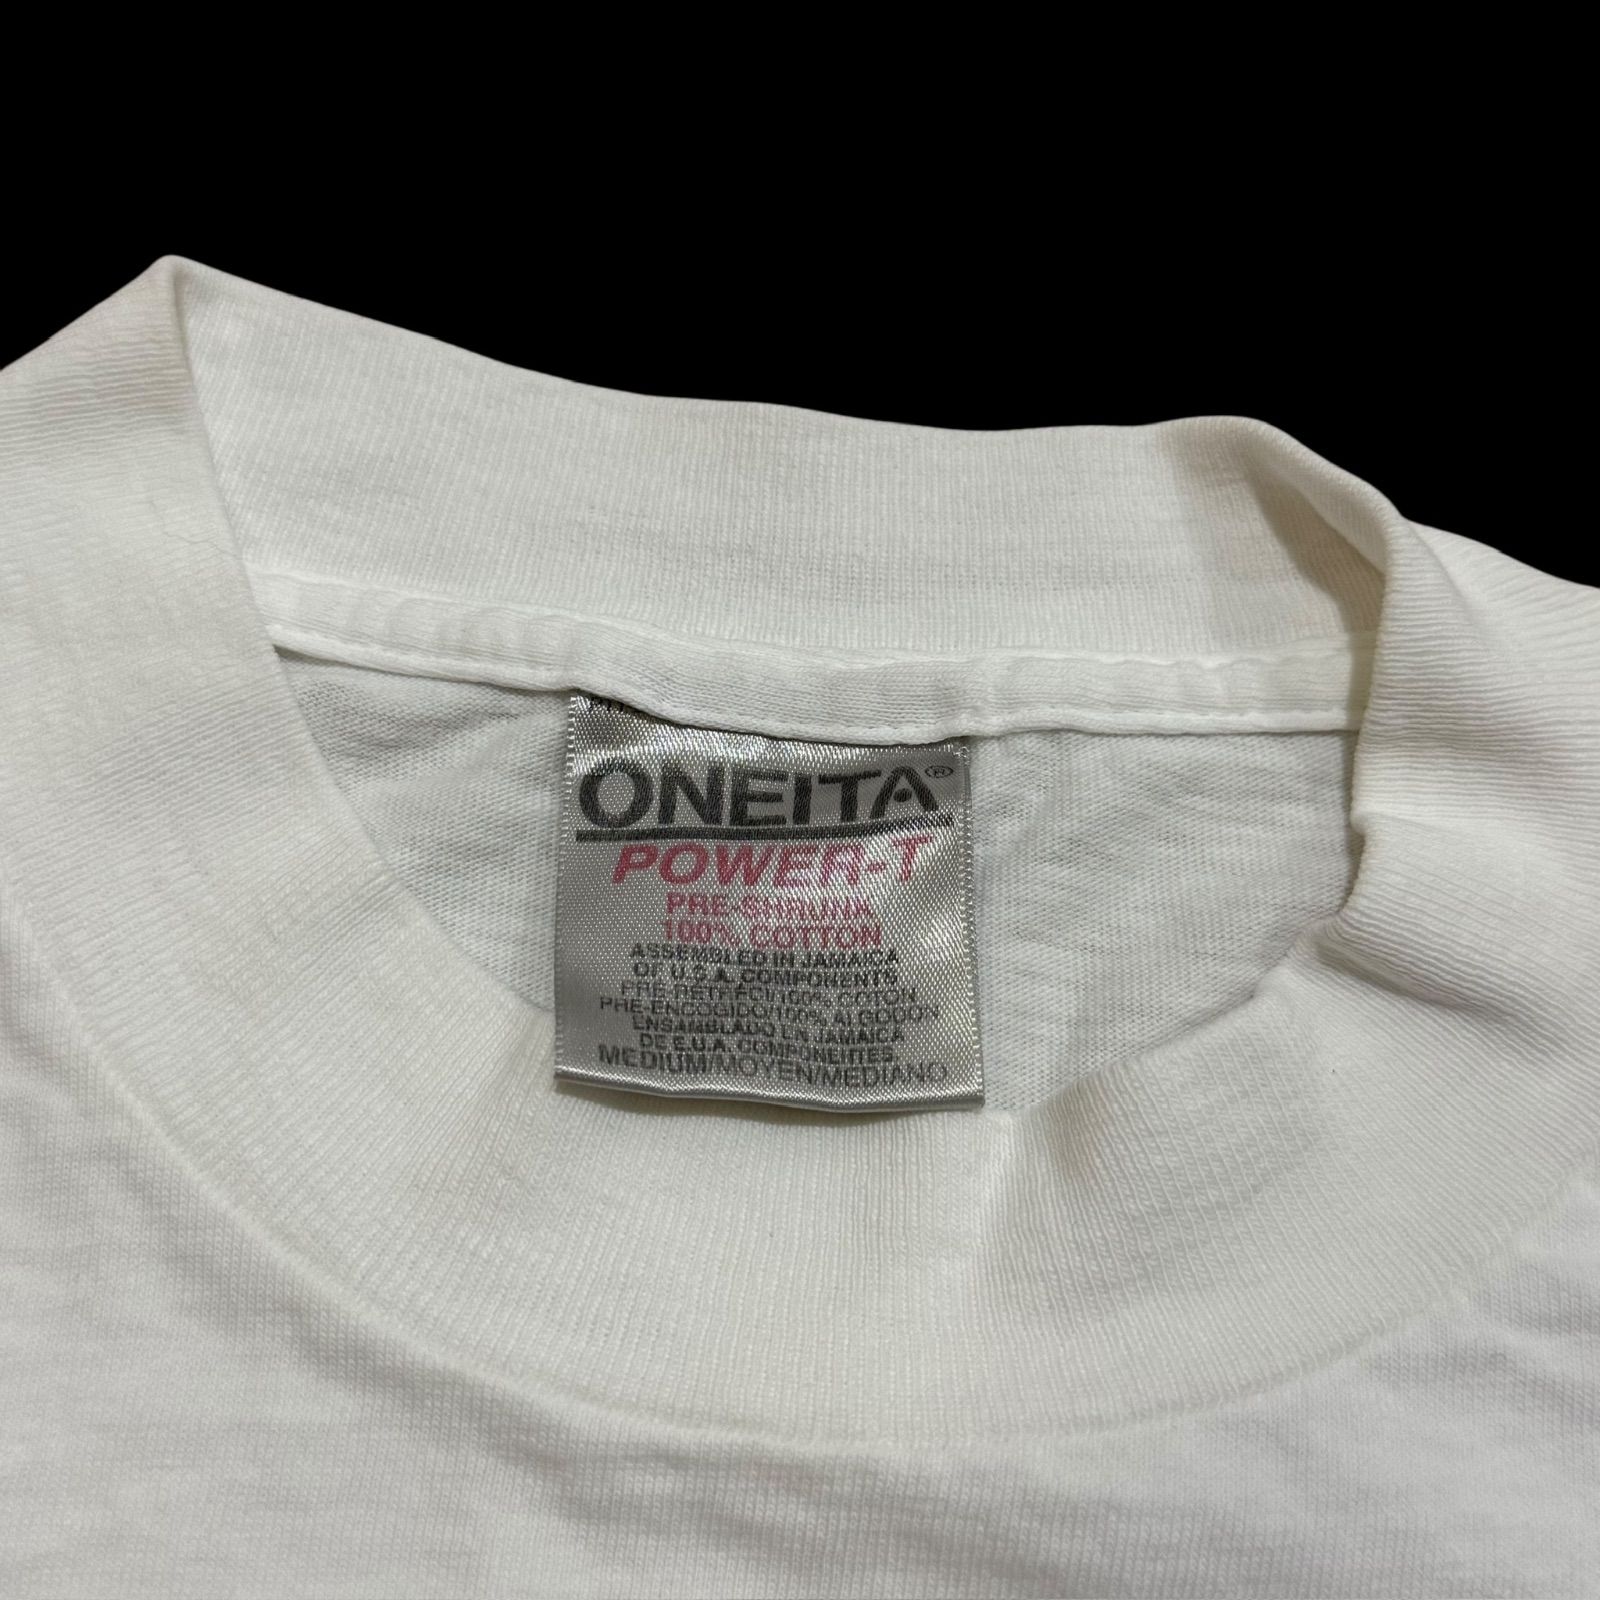 ONEITA®
POWER-T
PRE-SHRUNK
100% COTTON
ASSEMBLED IN JAMAICA
OF U.S.A. COMPONENTS
PRE-RETRECI/100% COTON
PRE-ENCOGIDO/100% ALGODON
ENSAMBLADO EN JAMAICA
DE E.U.A. COMPONENTES
MEDIUM/MOYEN/MEDIANO